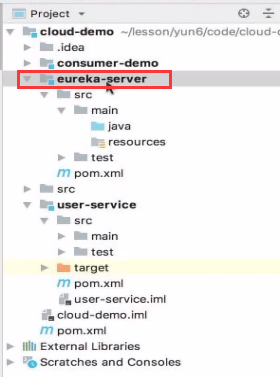 Project
cloud-demo ~/lesson/yun6/code/cloud-d
.idea
consumer-demo
eureka-server
src
main
java
resources
test
pom.xml
src
user-service
src
main
test
target
pom.xml
user-service.iml
cloud-demo.iml
pom.xml
External Libraries
Scratches and Consoles